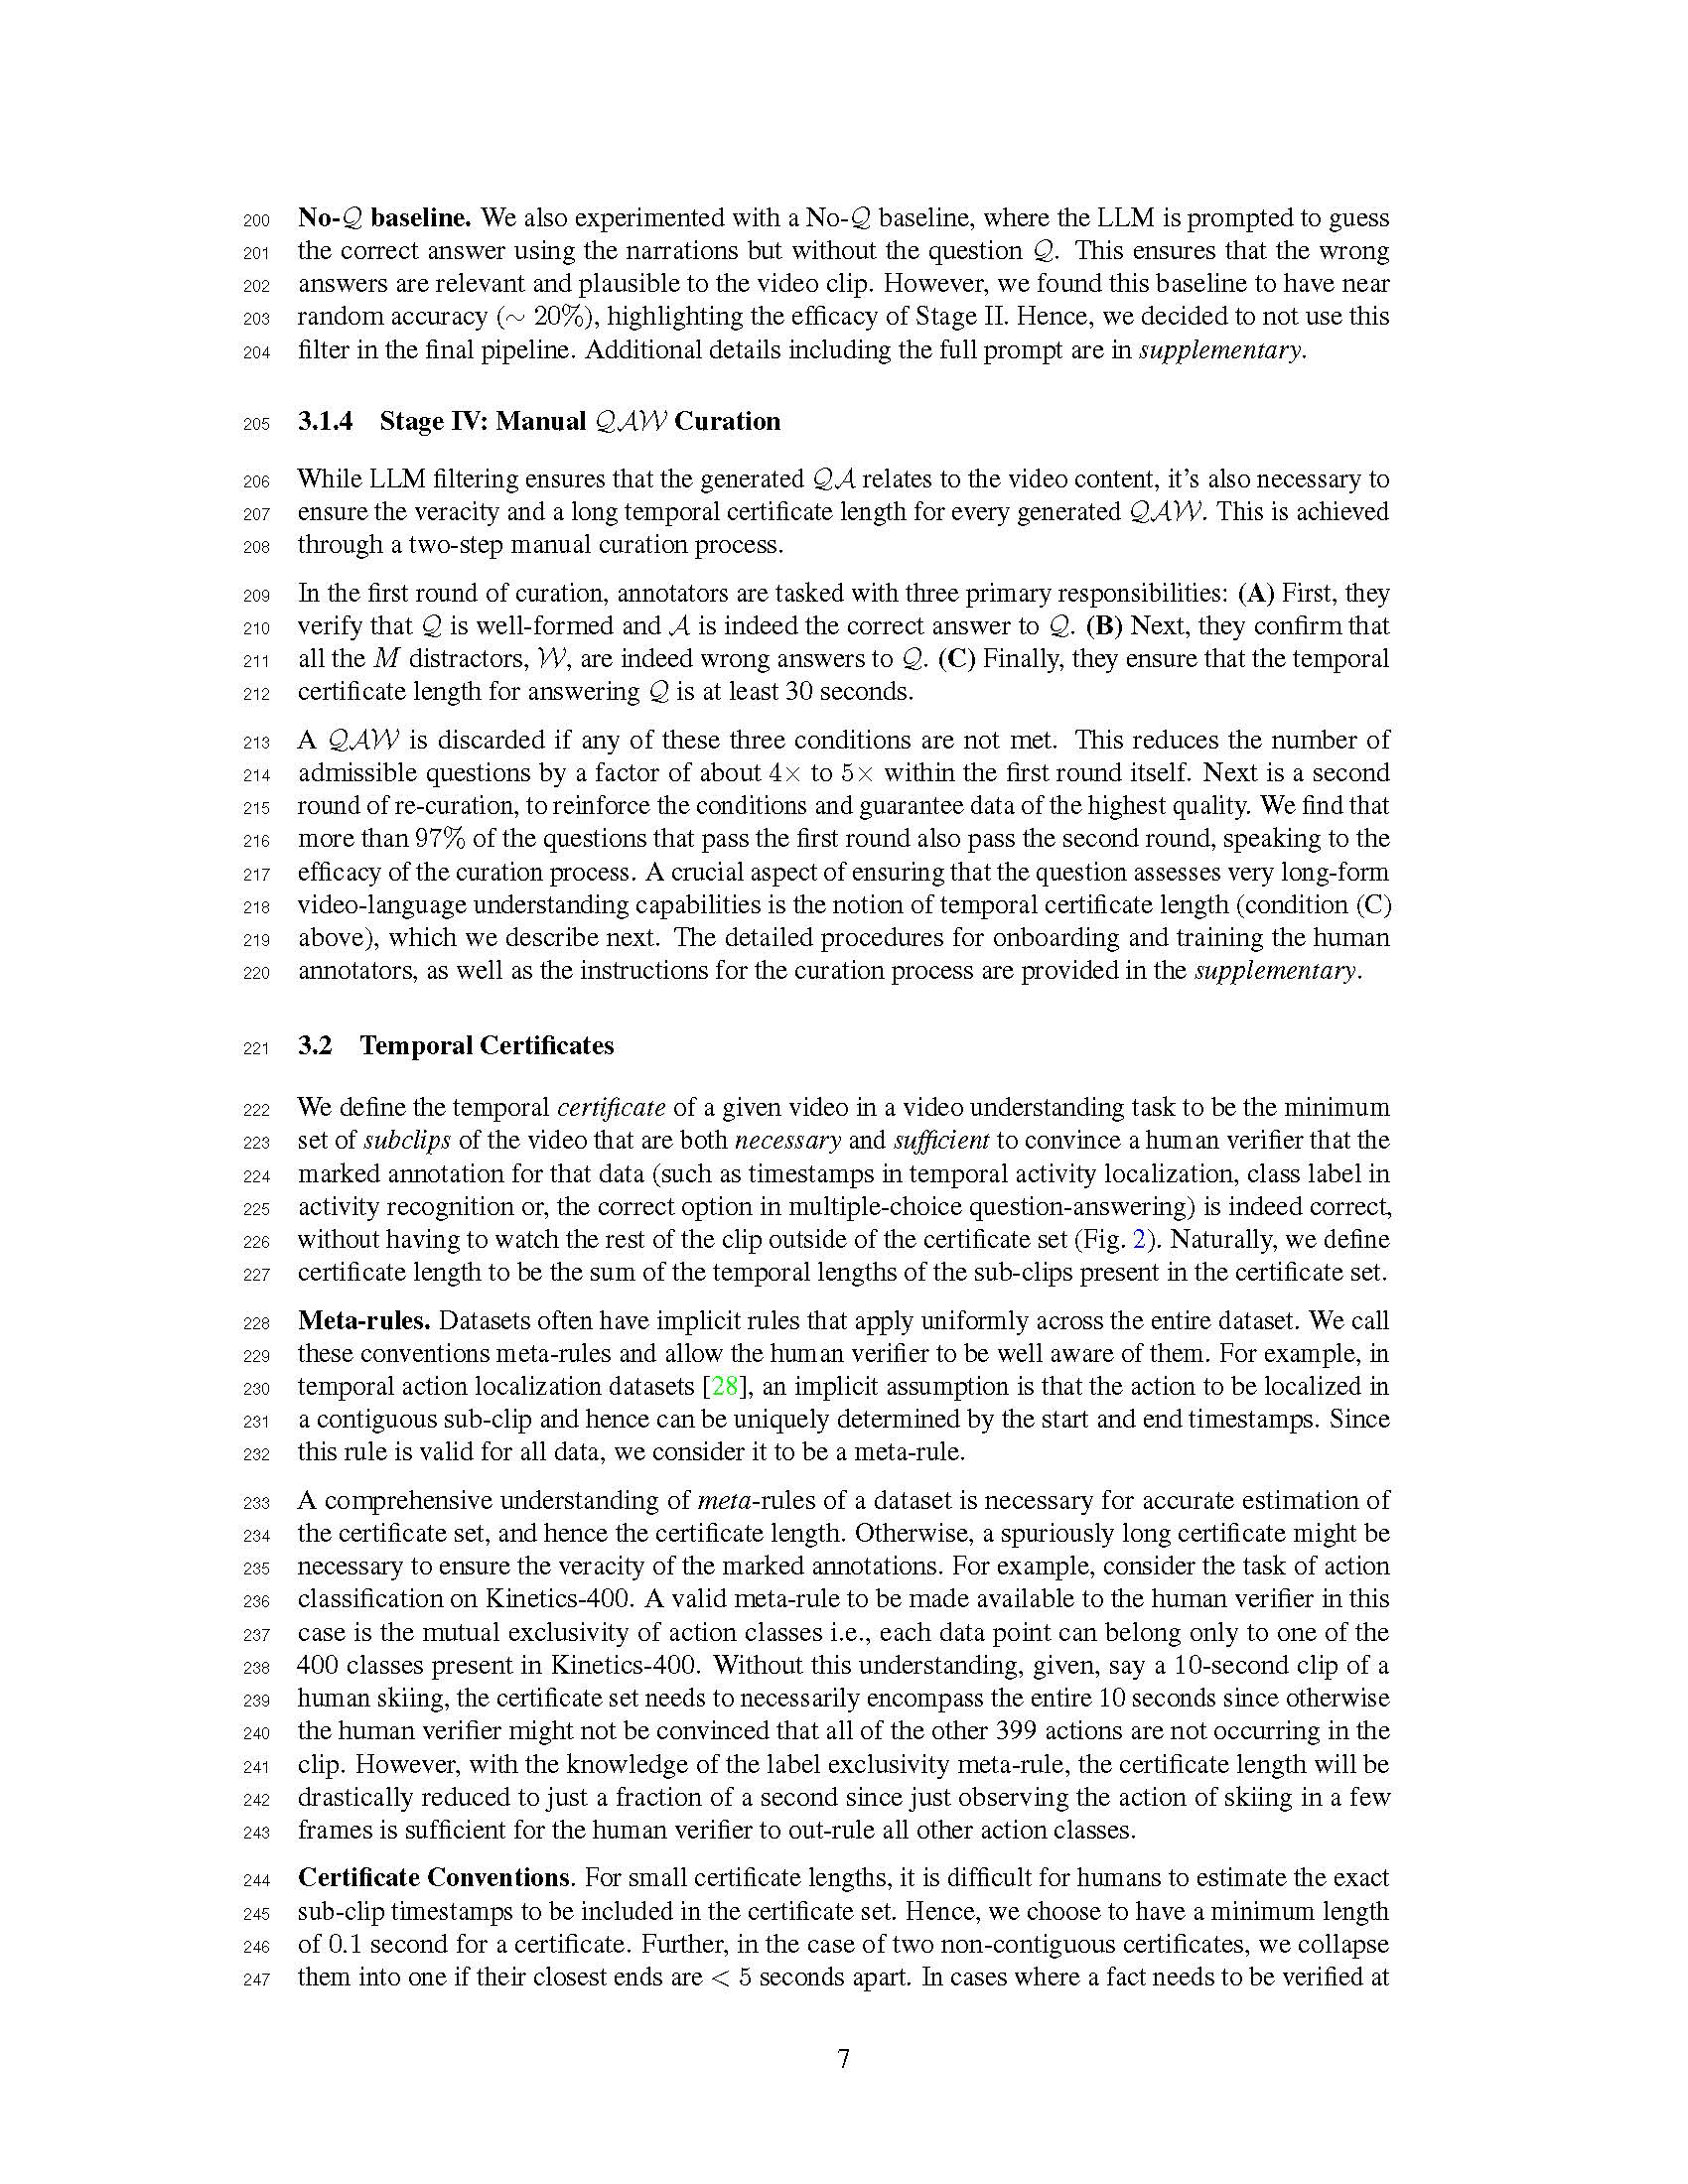 200 No-Q baseline. We also experimented with a No-Q baseline, where the LLM is prompted to guess
201 the correct answer using the narrations but without the question Q. This ensures that the wrong
202 answers are relevant and plausible to the video clip. However, we found this baseline to have near
203 random accuracy (∼ 20%), highlighting the efficacy of Stage II. Hence, we decided to not use this
204 filter in the final pipeline. Additional details including the full prompt are in supplementary.
205 3.1.4 Stage IV: Manual QAW Curation
206 While LLM filtering ensures that the generated QA relates to the video content, it's also necessary to
207 ensure the veracity and a long temporal certificate length for every generated QAW. This is achieved
208 through a two-step manual curation process.
209 In the first round of curation, annotators are tasked with three primary responsibilities: (A) First, they
210 verify that Q is well-formed and A is indeed the correct answer to Q. (B) Next, they confirm that
211 all the M distractors, W, are indeed wrong answers to Q. (C) Finally, they ensure that the temporal
212 certificate length for answering Q is at least 30 seconds.
213 A QAW is discarded if any of these three conditions are not met. This reduces the number of
214 admissible questions by a factor of about 4× to 5× within the first round itself. Next is a second
215 round of re-curation, to reinforce the conditions and guarantee data of the highest quality. We find that
216 more than 97% of the questions that pass the first round also pass the second round, speaking to the
217 efficacy of the curation process. A crucial aspect of ensuring that the question assesses very long-form
218 video-language understanding capabilities is the notion of temporal certificate length (condition (C)
219 above), which we describe next. The detailed procedures for onboarding and training the human
220 annotators, as well as the instructions for the curation process are provided in the supplementary.
221 3.2 Temporal Certificates
222 We define the temporal certificate of a given video in a video understanding task to be the minimum
223 set of subclips of the video that are both necessary and sufficient to convince a human verifier that the
224 marked annotation for that data (such as timestamps in temporal activity localization, class label in
225 activity recognition or, the correct option in multiple-choice question-answering) is indeed correct,
226 without having to watch the rest of the clip outside of the certificate set (Fig. 2). Naturally, we define
227 certificate length to be the sum of the temporal lengths of the sub-clips present in the certificate set.
228 Meta-rules. Datasets often have implicit rules that apply uniformly across the entire dataset. We call
229 these conventions meta-rules and allow the human verifier to be well aware of them. For example, in
230 temporal action localization datasets [28], an implicit assumption is that the action to be localized in
231 a contiguous sub-clip and hence can be uniquely determined by the start and end timestamps. Since
232 this rule is valid for all data, we consider it to be a meta-rule.
233 A comprehensive understanding of meta-rules of a dataset is necessary for accurate estimation of
234 the certificate set, and hence the certificate length. Otherwise, a spuriously long certificate might be
235 necessary to ensure the veracity of the marked annotations. For example, consider the task of action
236 classification on Kinetics-400. A valid meta-rule to be made available to the human verifier in this
237 case is the mutual exclusivity of action classes i.e., each data point can belong only to one of the
238 400 classes present in Kinetics-400. Without this understanding, given, say a 10-second clip of a
239 human skiing, the certificate set needs to necessarily encompass the entire 10 seconds since otherwise
240 the human verifier might not be convinced that all of the other 399 actions are not occurring in the
241 clip. However, with the knowledge of the label exclusivity meta-rule, the certificate length will be
242 drastically reduced to just a fraction of a second since just observing the action of skiing in a few
243 frames is sufficient for the human verifier to out-rule all other action classes.
244 Certificate Conventions. For small certificate lengths, it is difficult for humans to estimate the exact
245 sub-clip timestamps to be included in the certificate set. Hence, we choose to have a minimum length
246 of 0.1 second for a certificate. Further, in the case of two non-contiguous certificates, we collapse
247 them into one if their closest ends are < 5 seconds apart. In cases where a fact needs to be verified at
7